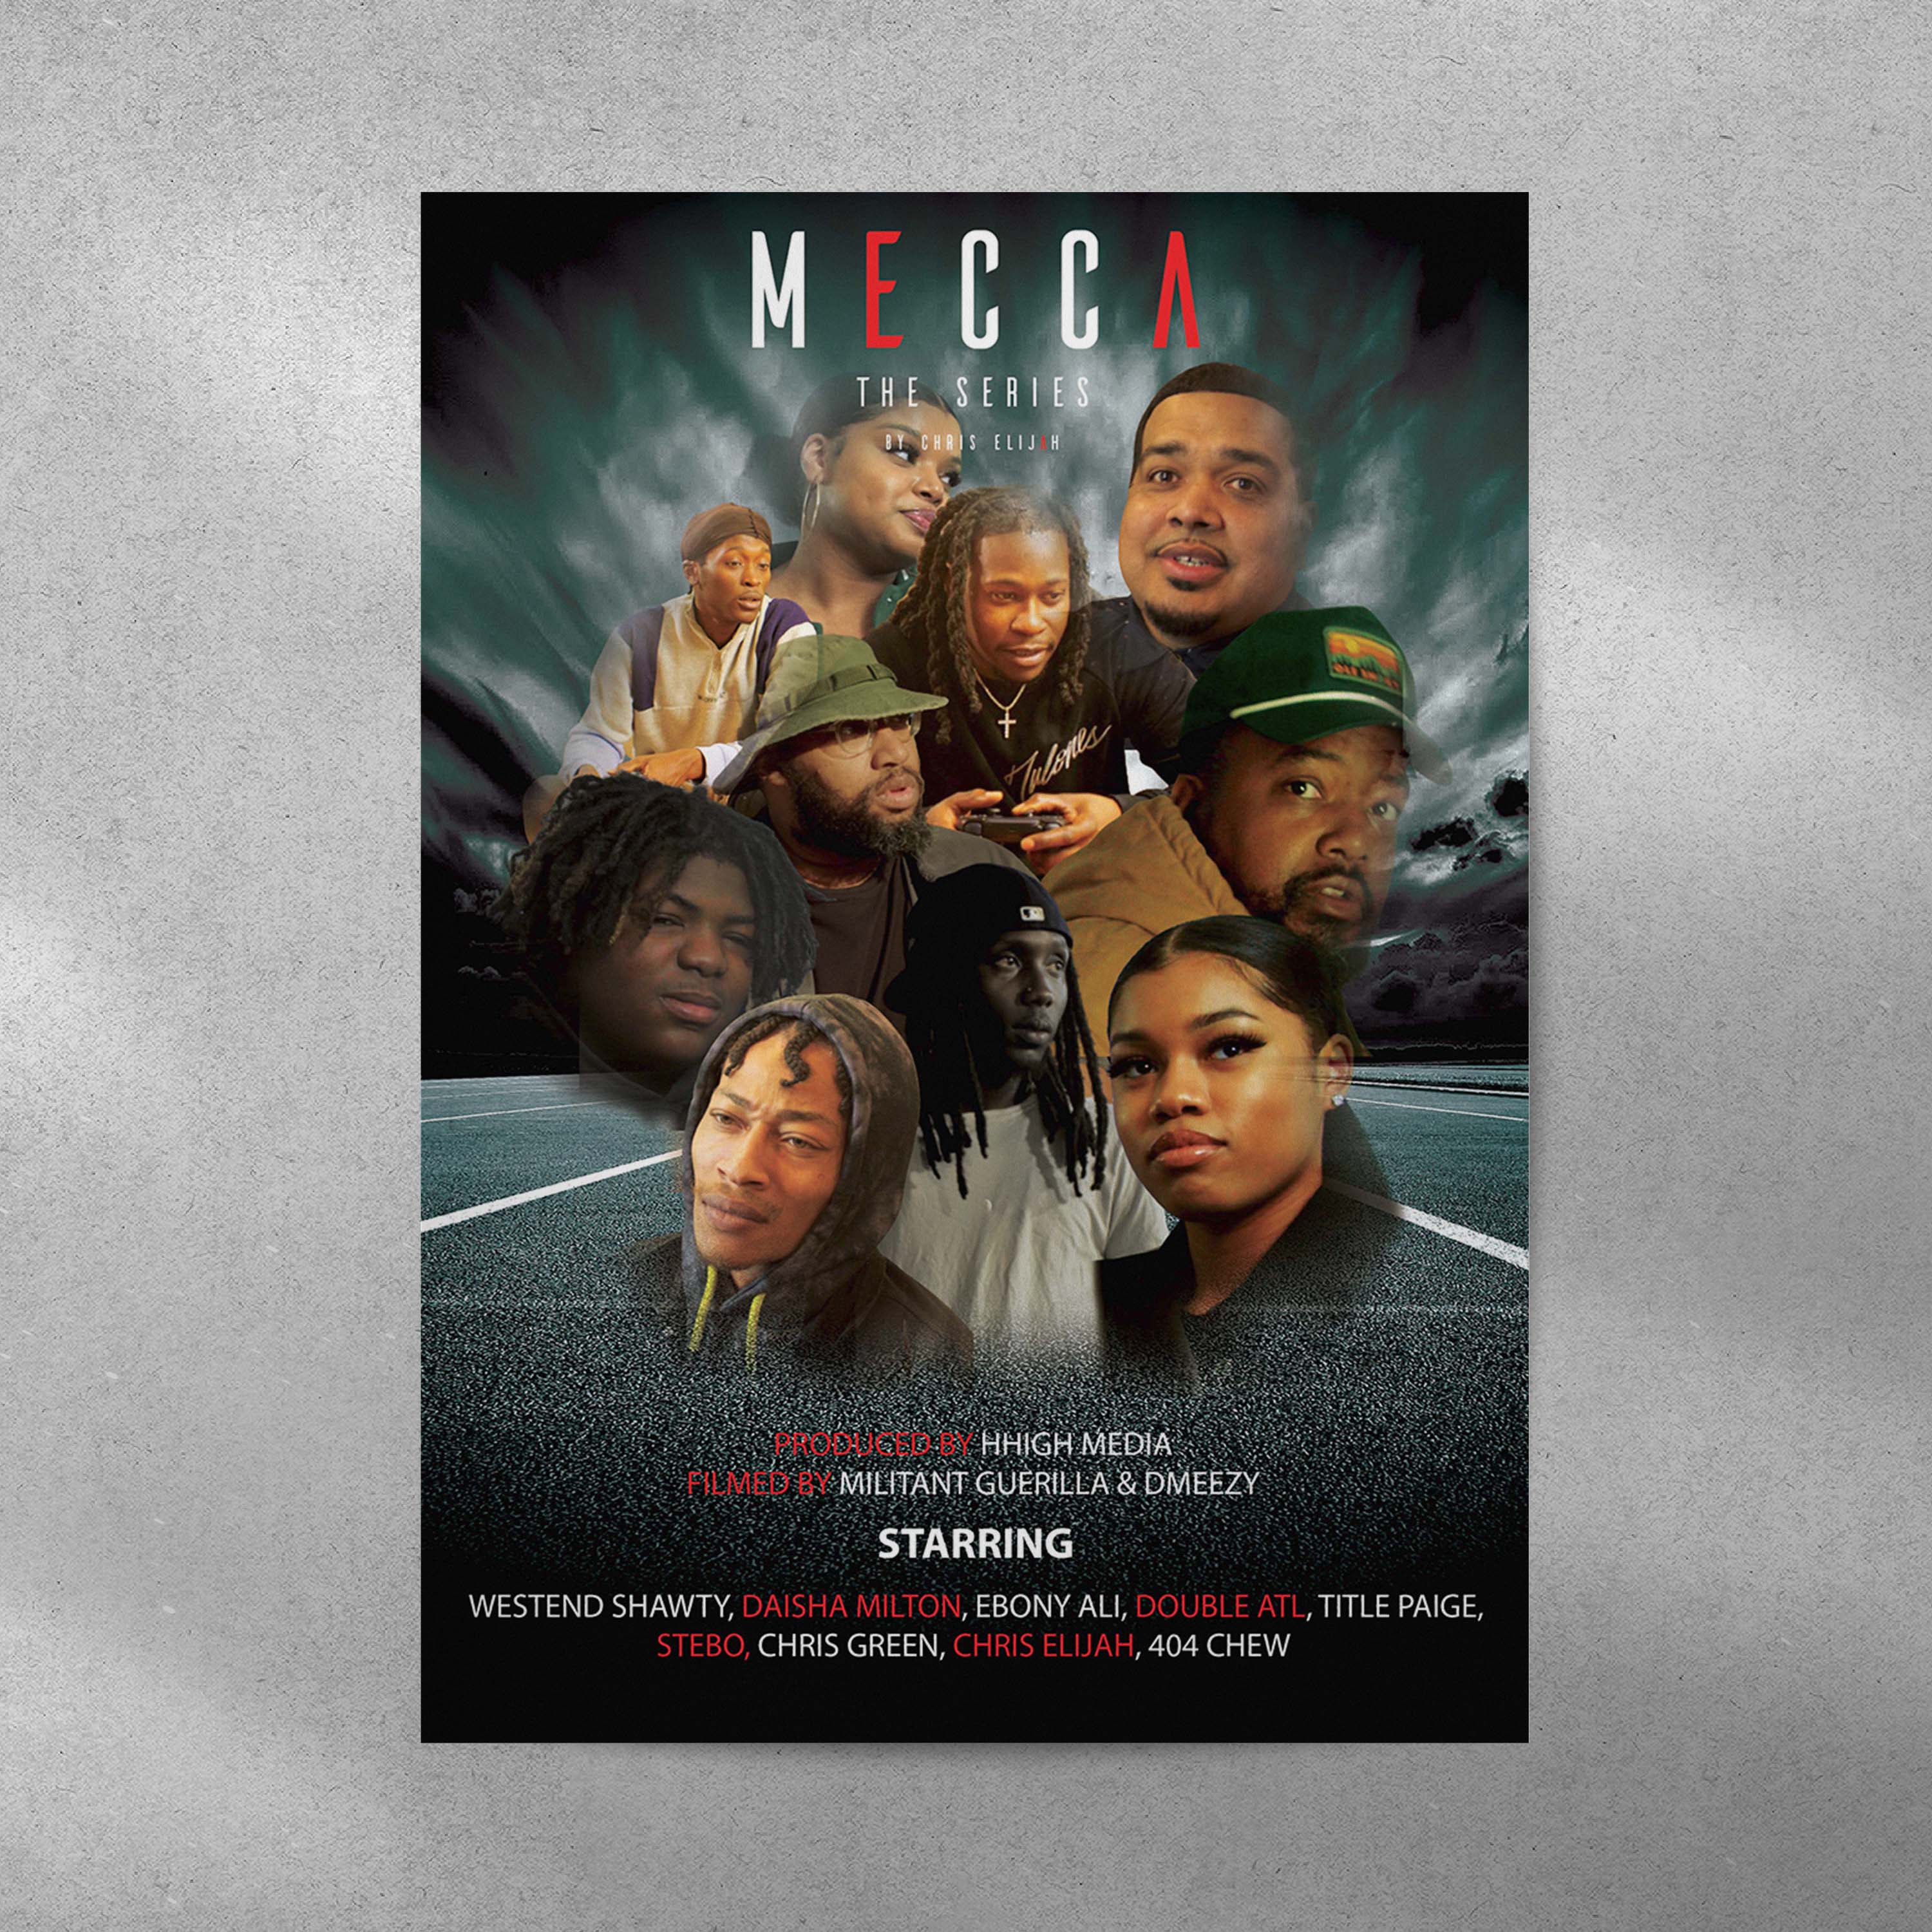 MECCA
THE SERIES
BY CHRIS ELIJAH
PRODUCED BY HHIGH MEDIA
FILMED BY MILITANT GUERILLA & DMEEZY
STARRING
WESTEND SHAWTY, DAISHA MILTON, EBONY ALI, DOUBLE ATL, TITLE PAIGE,
STEBO, CHRIS GREEN, CHRIS ELIJAH, 404 CHEW